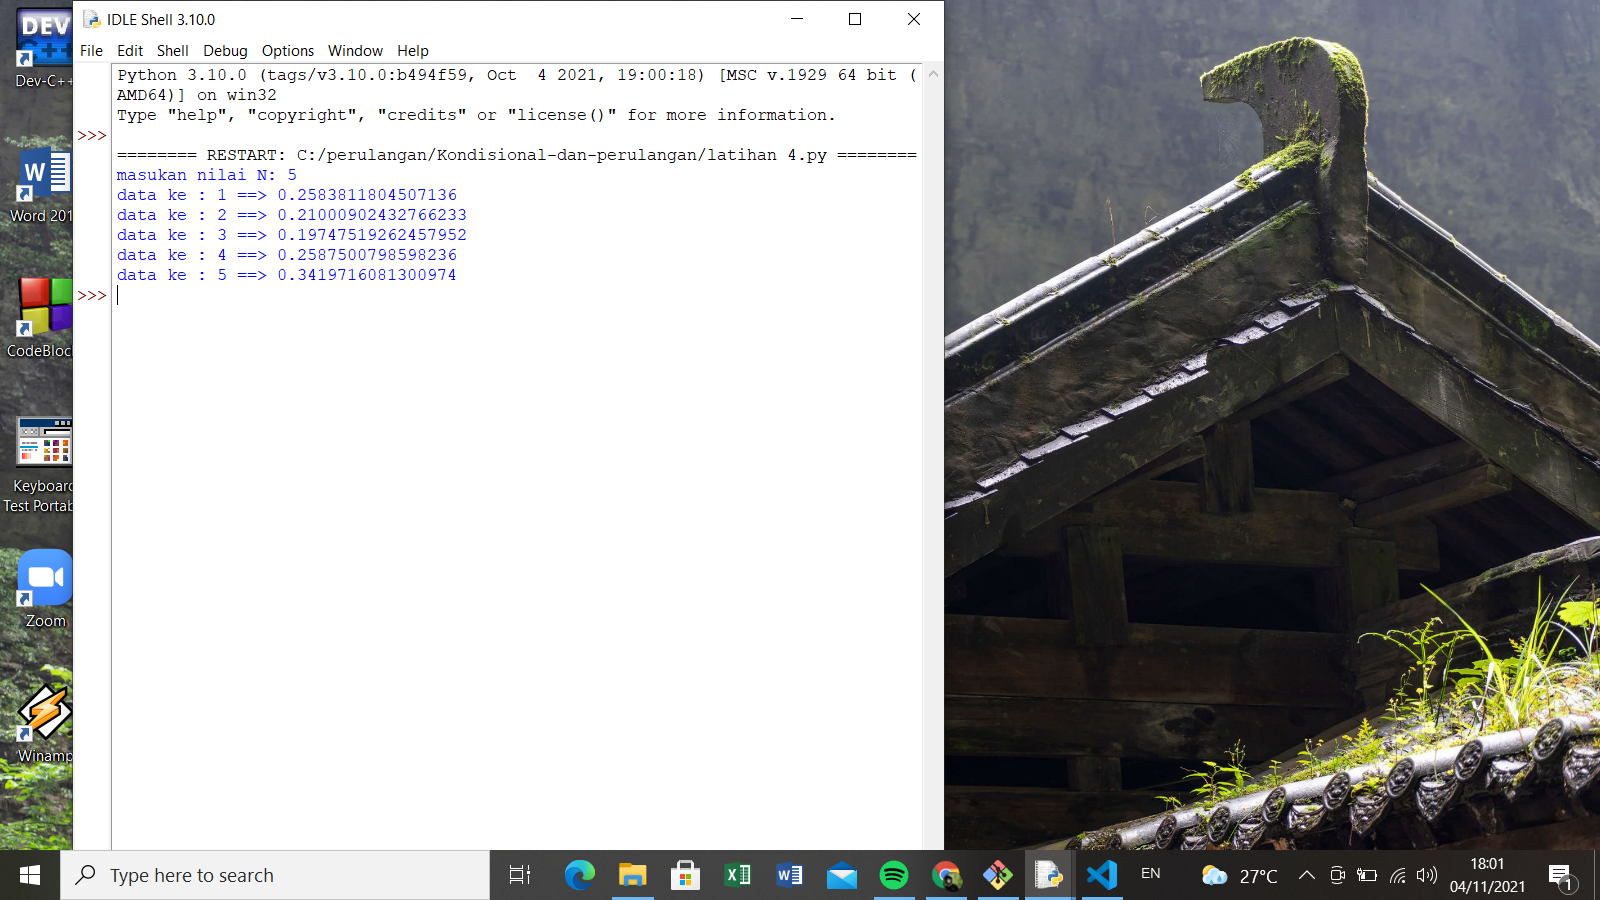 DEV
C++
Dev-C++
Word 201
CodeBloc
Keyboard
Test Portab
Zoom
Winamp
IDLE Shell 3.10.0
File Edit Shell Debug Options Window Help
Python 3.10.0 (tags/v3.10.0:b494f59, Oct  4 2021, 19:00:18) [MSC v.1929 64 bit (
AMD64)] on win32
Type "help", "copyright", "credits" or "license()" for more information.
>>>
======== RESTART: C:/perulangan/Kondisional-dan-perulangan/latihan 4.py ========
masukan nilai N: 5
data ke : 1 ==> 0.2583811804507136
data ke : 2 ==> 0.21000902432766233
data ke : 3 ==> 0.19747519262457952
data ke : 4 ==> 0.2587500798598236
data ke : 5 ==> 0.3419716081300974
>>>
Type here to search
EN
27°C
18:01
04/11/2021
1